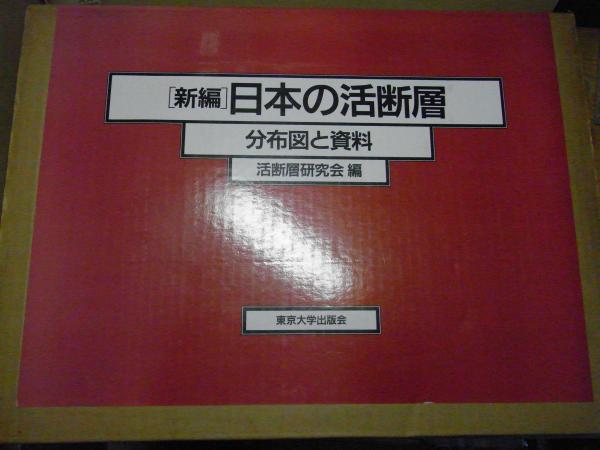 [新編]日本の活断層
分布図と資料
活断層研究会 編
東京大学出版会